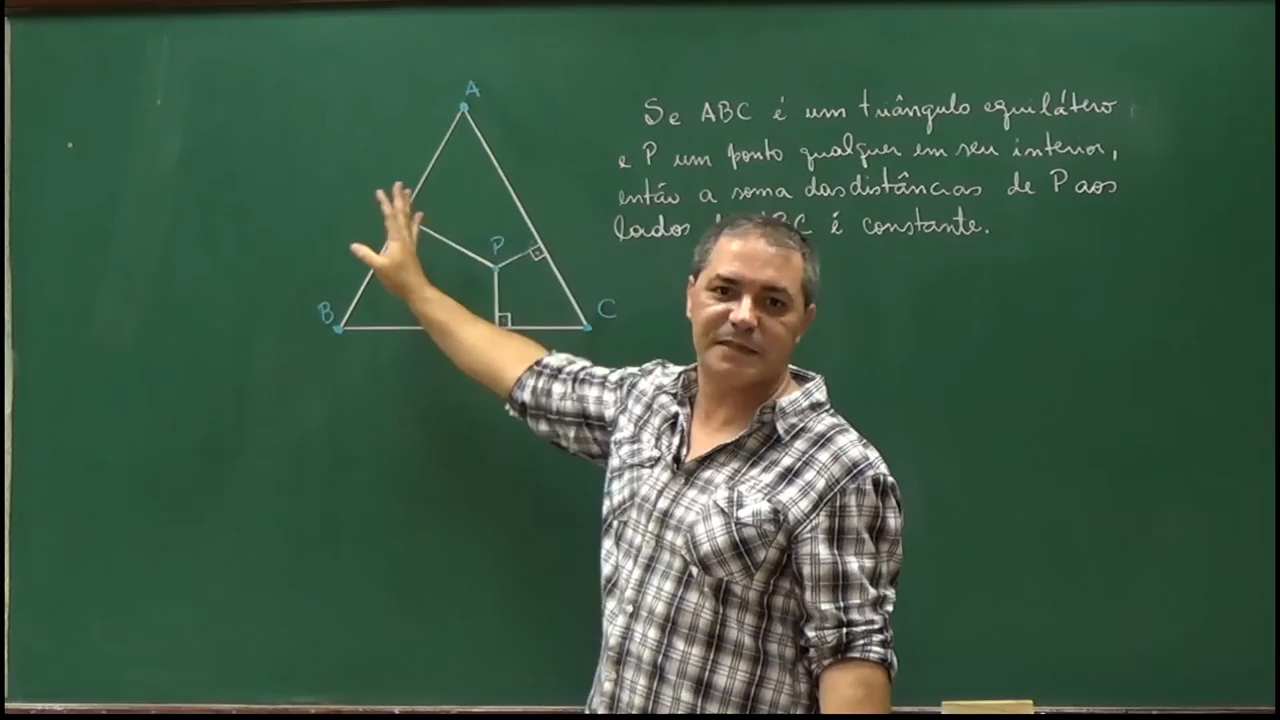 A
Se ABC é um triângulo equilátero
e P um ponto qualquer em seu interior,
então a soma das distâncias de P aos
lados ABC é constante.
P
B
C